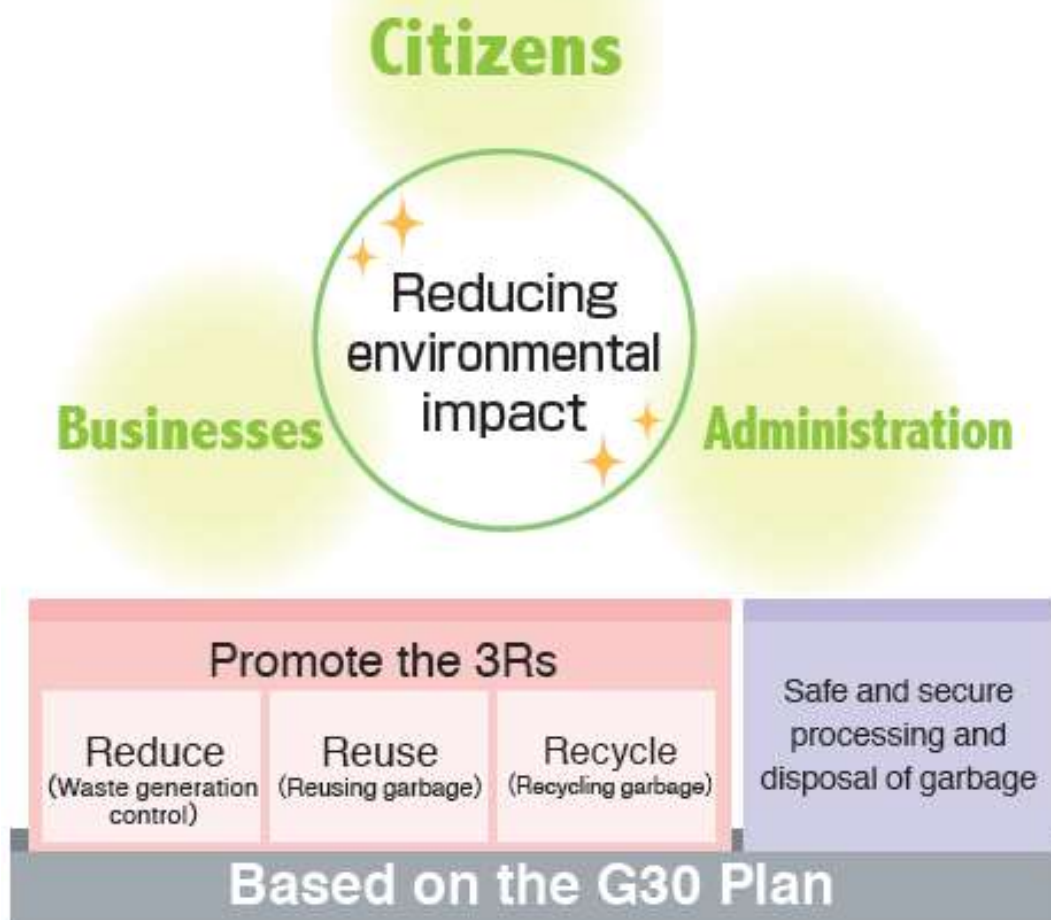 Citizens
Reducing
environmental
impact
Businesses
Administration
Promote the 3Rs
Reduce
(Waste generation
control)
Reuse
(Reusing garbage)
Recycle
(Recycling garbage)
Safe and secure
processing and
disposal of garbage
Based on the G30 Plan